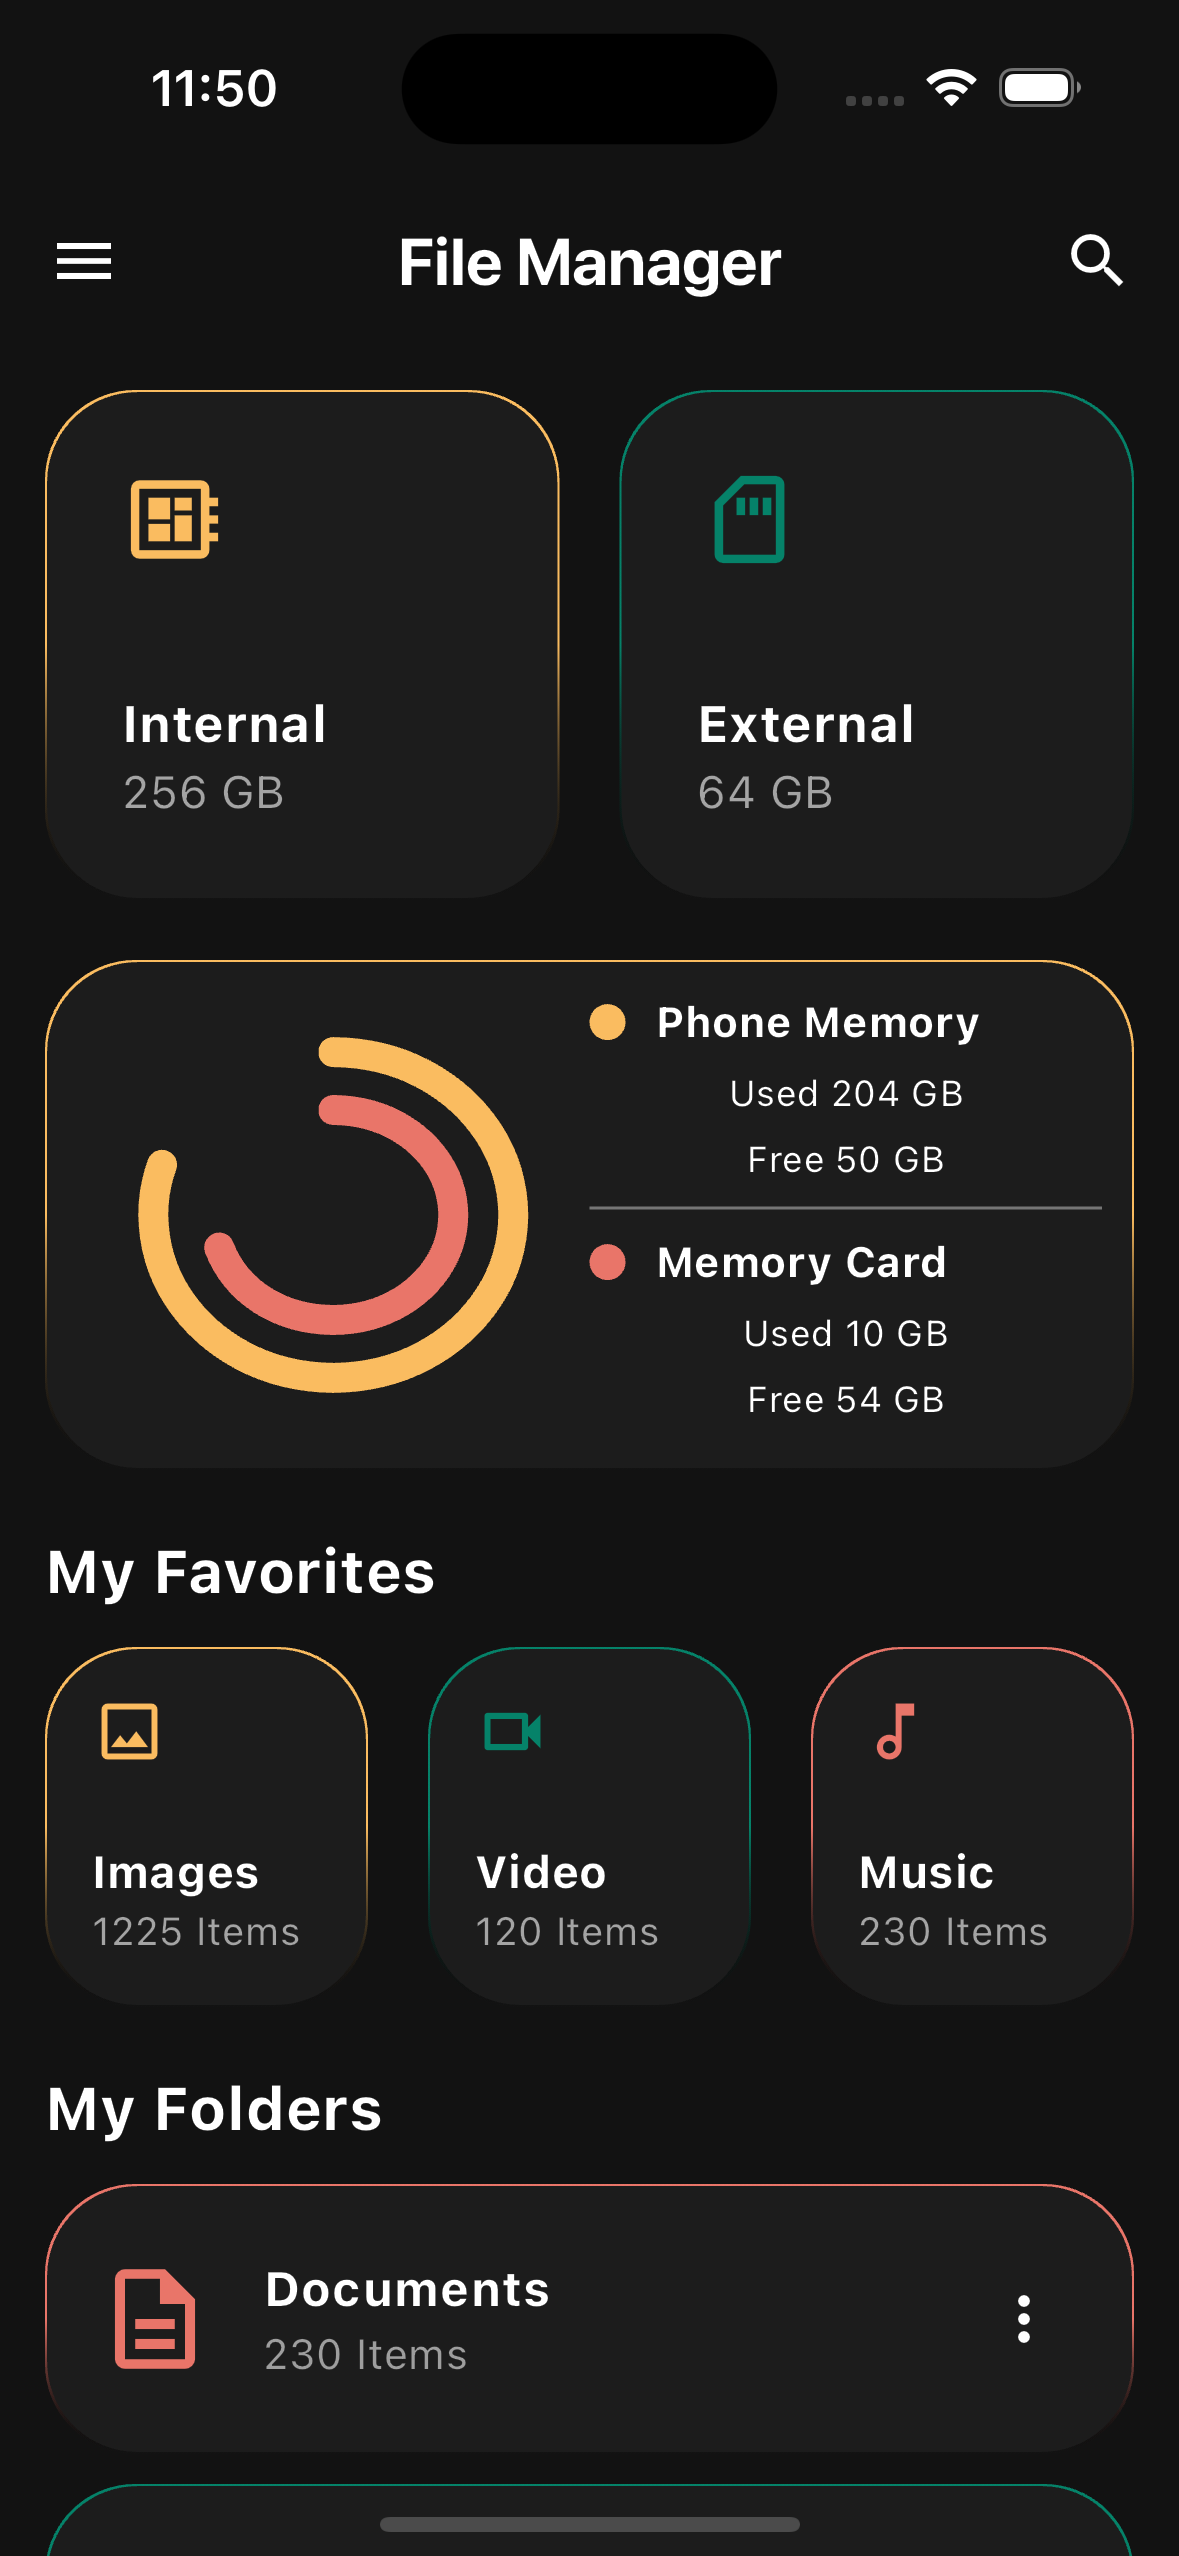 11:50
File Manager
Internal
256 GB
External
64 GB
Phone Memory
Used 204 GB
Free 50 GB
Memory Card
Used 10 GB
Free 54 GB
My Favorites
Images
1225 Items
Video
120 Items
Music
230 Items
My Folders
Documents
230 Items